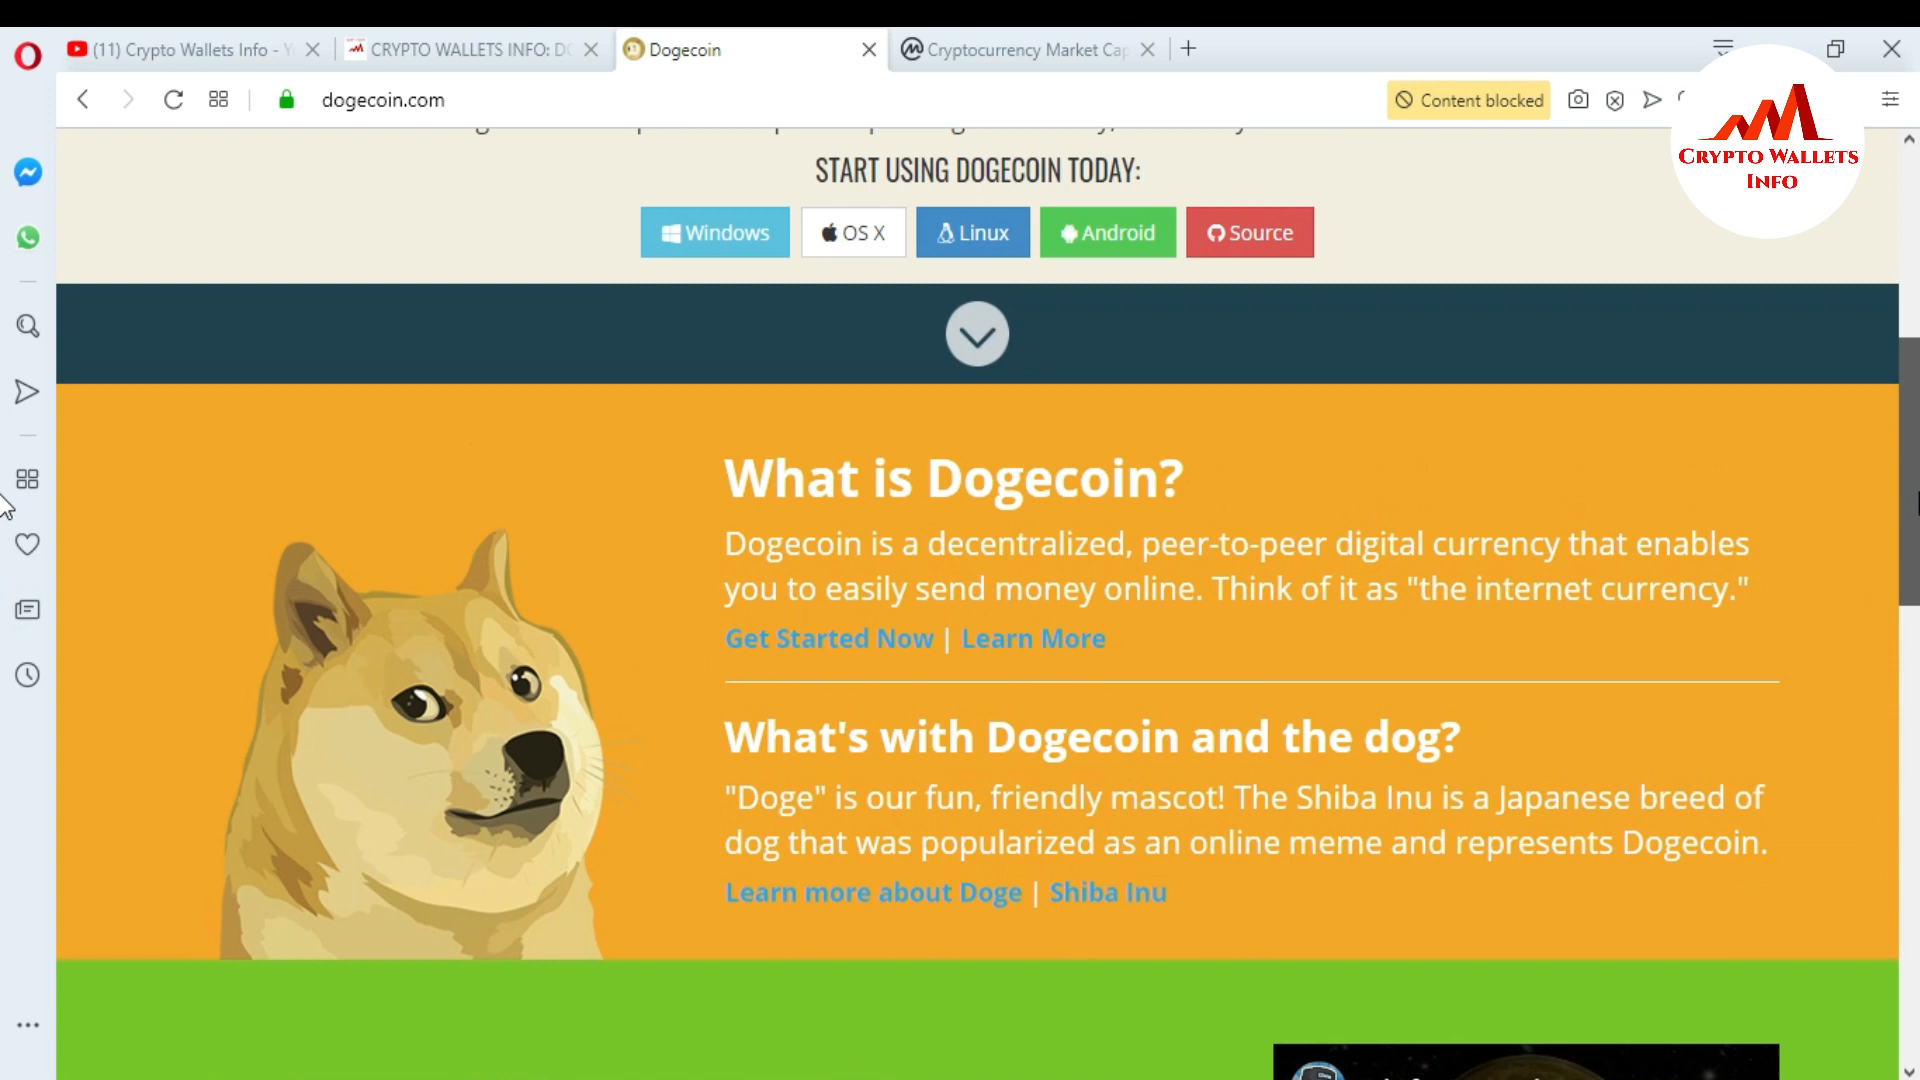 (11) Crypto Wallets Info - Y
CRYPTO WALLETS INFO: DO
Dogecoin
Cryptocurrency Market Cap
dogecoin.com
Content blocked
CRYPTO WALLETS
INFO
START USING DOGECOIN TODAY:
Windows
OS X
Linux
Android
Source
What is Dogecoin?
Dogecoin is a decentralized, peer-to-peer digital currency that enables
you to easily send money online. Think of it as "the internet currency."
Get Started Now | Learn More
What's with Dogecoin and the dog?
"Doge" is our fun, friendly mascot! The Shiba Inu is a Japanese breed of
dog that was popularized as an online meme and represents Dogecoin.
Learn more about Doge | Shiba Inu